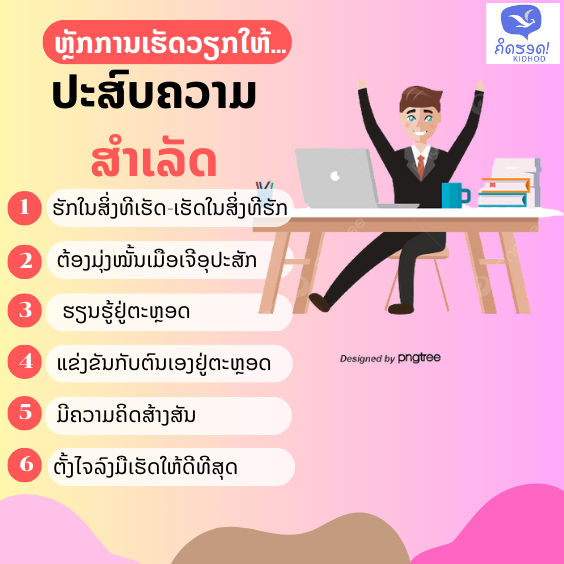 ຫຼັກການເຮັດວຽກໃຫ້...
ຄິດຮອດ!
KIDHOD
ປະສົບຄວາມ
ສຳເລັດ
1 ຮັກໃນສິ່ງທີເຮັດ-ເຮັດໃນສິ່ງທີຮັກ
2 ຕ້ອງມຸ່ງໝັ້ນເມືອເຈີອຸປະສັກ
3 ຮຽນຮູ້ຢູ່ຕະຫຼອດ
4 ແຂ່ງຂັນກັບຕົນເອງຢູ່ຕະຫຼອດ
5 ມີຄວາມຄິດສ້າງສັນ
6 ຕັ້ງໃຈລົງມືເຮັດໃຫ້ດີທີສຸດ
Designed by pngtree